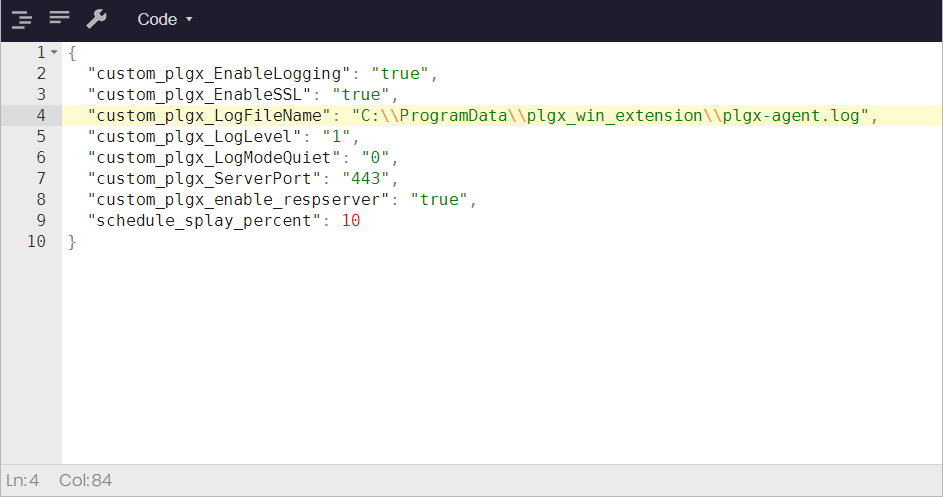 Code
1 {
2 "custom_plgx_EnableLogging": "true",
3 "custom_plgx_EnableSSL": "true",
4 "custom_plgx_LogFileName": "C:\\ProgramData\\plgx_win_extension\\plgx-agent.log",
5 "custom_plgx_LogLevel": "1",
6 "custom_plgx_LogModeQuiet": "0",
7 "custom_plgx_ServerPort": "443",
8 "custom_plgx_enable_respserver": "true",
9 "schedule_splay_percent": 10
10 }
Ln:4 Col:84